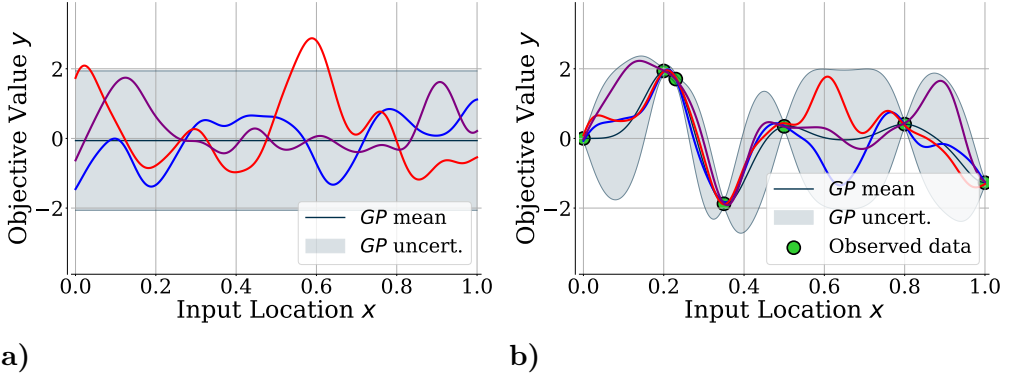 Objective Value y
2
0
−2
0.0 0.2 0.4 0.6 0.8 1.0
Input Location x
GP mean
GP uncert.
a)
Objective Value y
2
0
−2
0.0 0.2 0.4 0.6 0.8 1.0
Input Location x
GP mean
GP uncert.
Observed data
b)